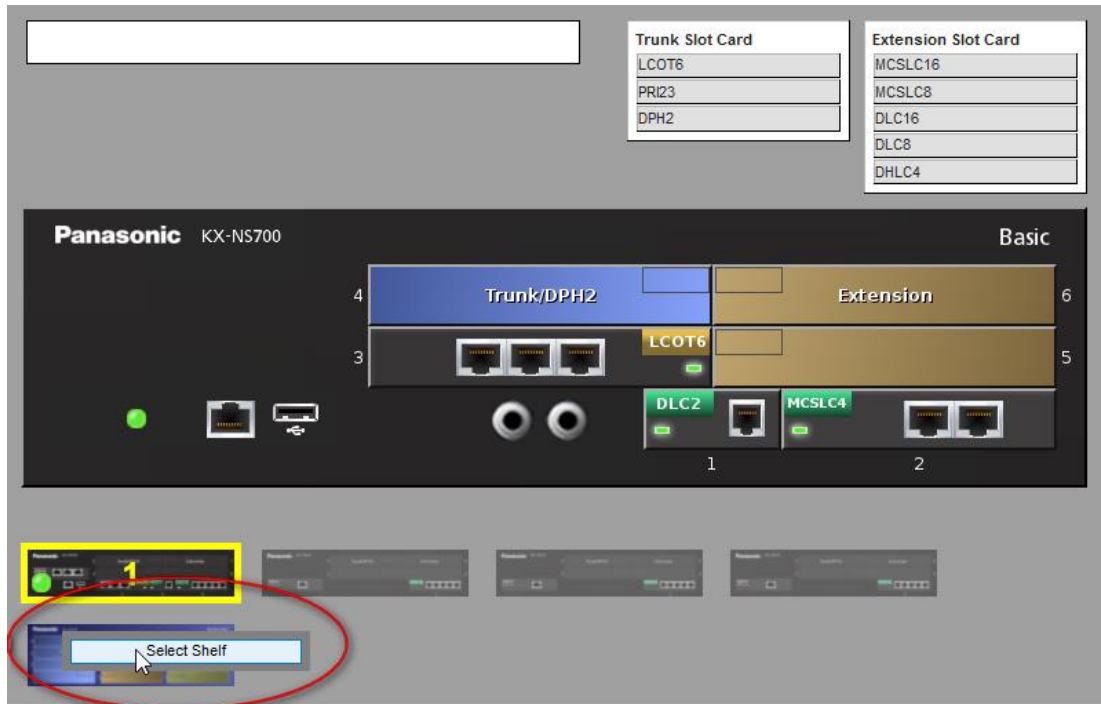 Trunk Slot Card
LCOT6
PRI23
DPH2
Extension Slot Card
MCSLC16
MCSLC8
DLC16
DLC8
DHLC4
Panasonic KX-NS700 Basic
4 Trunk/DPH2 Extension 6
3 LCOT6 5
DLC2 MCSLC4
1 2
1
Select Shelf